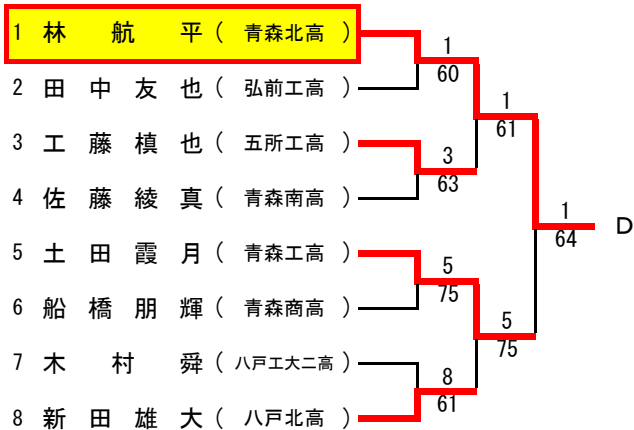 1 林 航 平 ( 青森北高 )
2 田 中 友 也 ( 弘前工高 )
3 工 藤 槙 也 ( 五所工高 )
4 佐 藤 綾 真 ( 青森南高 )
5 土 田 霞 月 ( 青森工高 )
6 船 橋 朋 輝 ( 青森商高 )
7 木 村 舜 ( 八戸工大二高 )
8 新 田 雄 大 ( 八戸北高 )
1
60
3
63
5
75
8
61
1
61
5
75
1
64
D